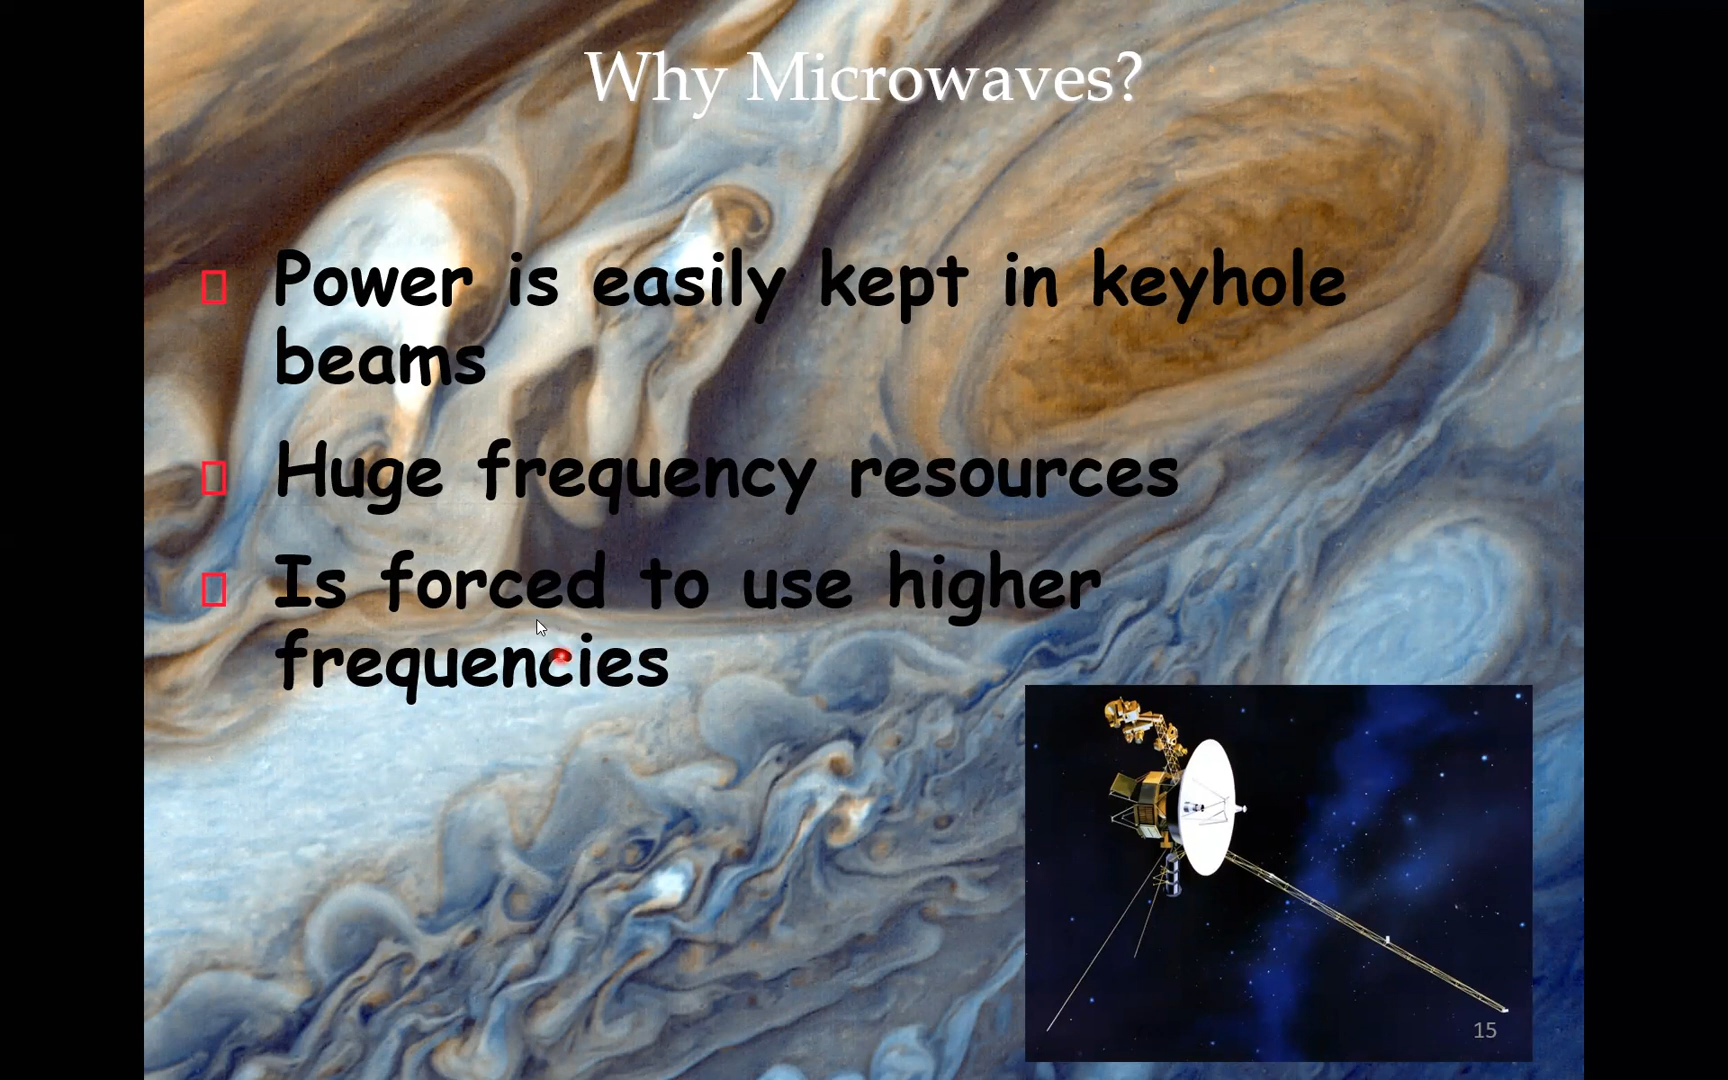 Why Microwaves?
Power is easily kept in keyhole
beams
Huge frequency resources
Is forced to use higher
frequencies
15